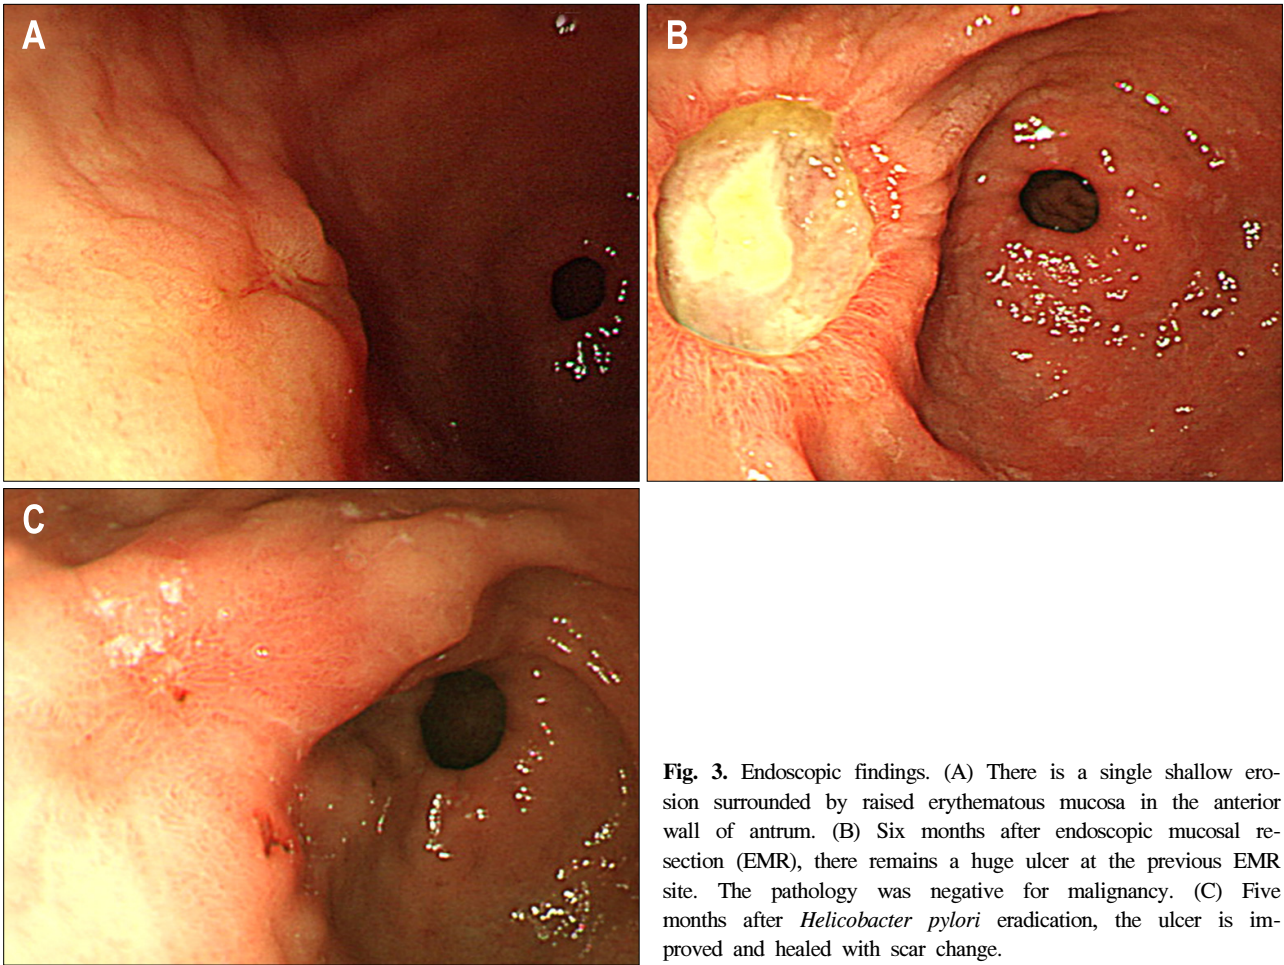 A
B
C
Fig. 3. Endoscopic findings. (A) There is a single shallow ero-
sion surrounded by raised erythematous mucosa in the anterior
wall of antrum. (B) Six months after endoscopic mucosal re-
section (EMR), there remains a huge ulcer at the previous EMR
site. The pathology was negative for malignancy. (C) Five
months after Helicobacter pylori eradication, the ulcer is im-
proved and healed with scar change.